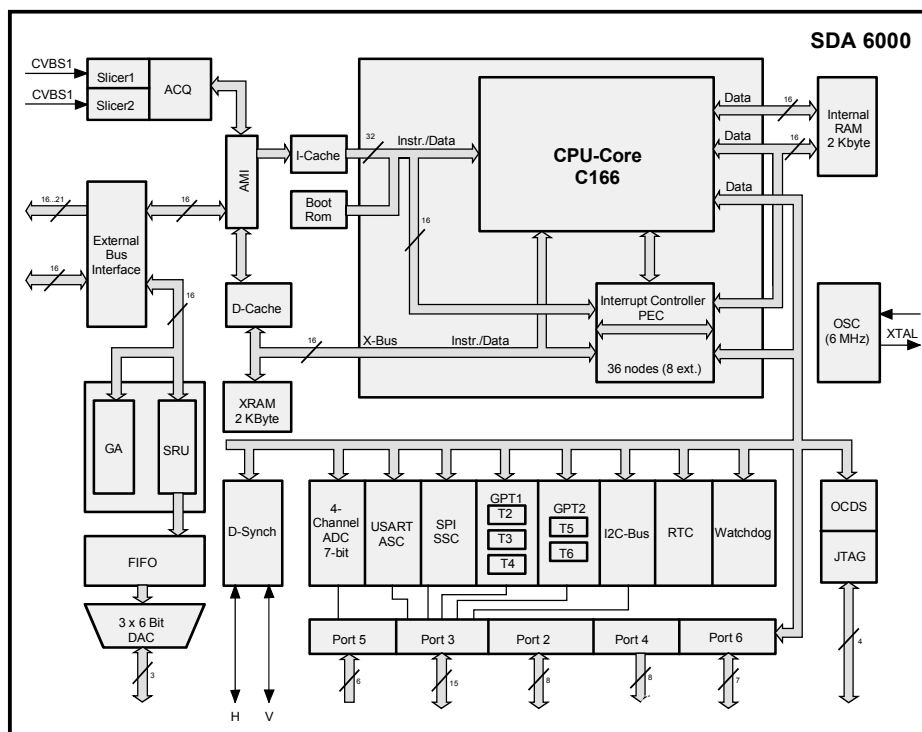 SDA 6000
CVBS1
CVBS1
Slicer1
Slicer2
ACQ
AMI
I-Cache
Boot
Rom
32
Instr./Data
16
CPU-Core
C166
Data
16
Data
16
Data
Internal
RAM
2 Kbyte
16...21
16
External
Bus
Interface
16
16
D-Cache
16
X-Bus
Instr./Data
Interrupt Controller
PEC
36 nodes (8 ext.)
OSC
(6 MHz)
XTAL
XRAM
2 KByte
GA
SRU
FIFO
3 x 6 Bit
DAC
3
D-Synch
H
V
4-
Channel
ADC
7-bit
USART
ASC
SPI
SSC
GPT1
T2
T3
T4
GPT2
T5
T6
I2C-Bus
RTC
Watchdog
OCDS
JTAG
4
Port 5
Port 3
Port 2
Port 4
Port 6
6
15
8
8
7